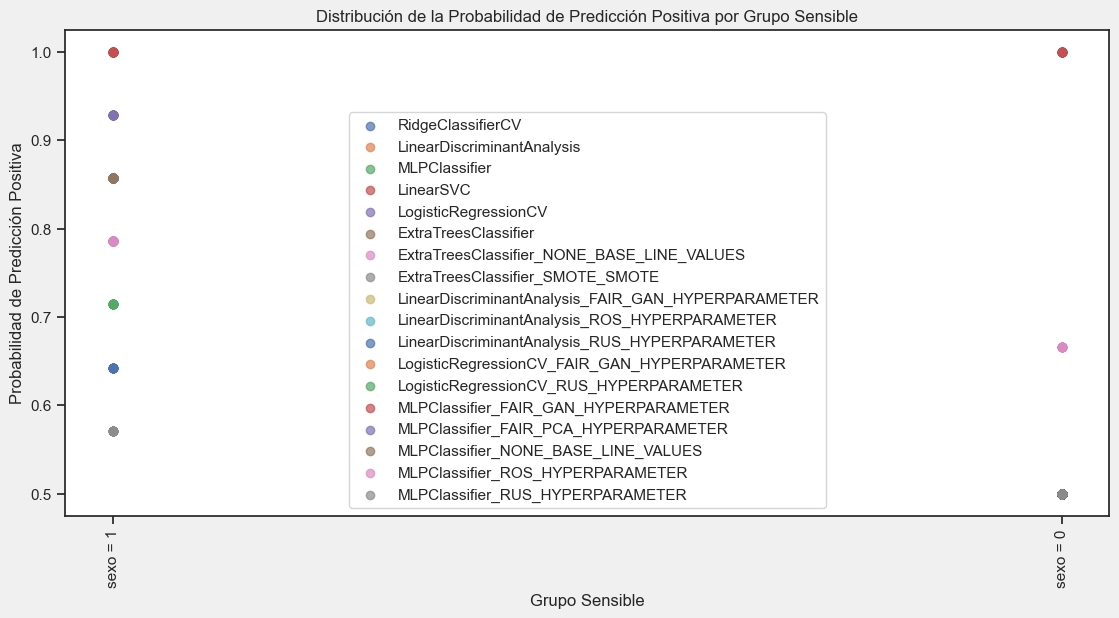 Distribución de la Probabilidad de Predicción Positiva por Grupo Sensible
Probabilidad de Predicción Positiva
1.0
0.9
0.8
0.7
0.6
0.5
RidgeClassifierCV
LinearDiscriminantAnalysis
MLPClassifier
LinearSVC
LogisticRegressionCV
ExtraTreesClassifier
ExtraTreesClassifier_NONE_BASE_LINE_VALUES
ExtraTreesClassifier_SMOTE_SMOTE
LinearDiscriminantAnalysis_FAIR_GAN_HYPERPARAMETER
LinearDiscriminantAnalysis_ROS_HYPERPARAMETER
LinearDiscriminantAnalysis_RUS_HYPERPARAMETER
LogisticRegressionCV_FAIR_GAN_HYPERPARAMETER
LogisticRegressionCV_RUS_HYPERPARAMETER
MLPClassifier_FAIR_GAN_HYPERPARAMETER
MLPClassifier_FAIR_PCA_HYPERPARAMETER
MLPClassifier_NONE_BASE_LINE_VALUES
MLPClassifier_ROS_HYPERPARAMETER
MLPClassifier_RUS_HYPERPARAMETER
sexo = 1
sexo = 0
Grupo Sensible